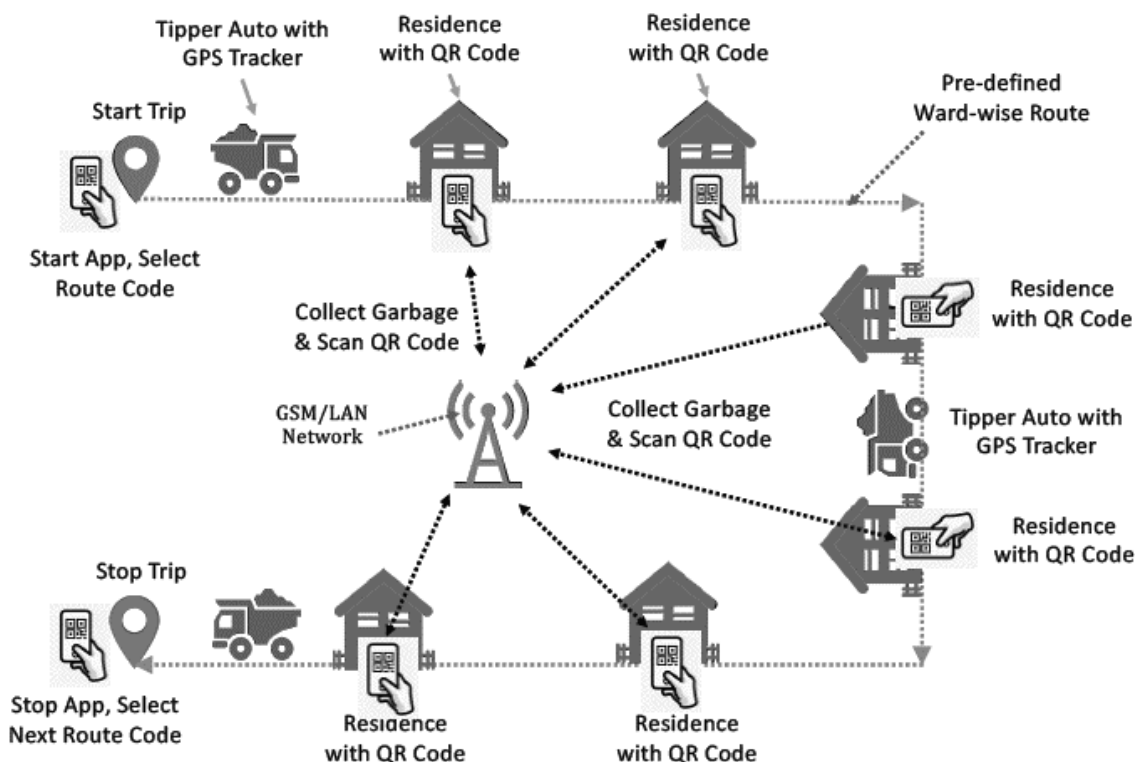 Tipper Auto with
GPS Tracker
Residence
with QR Code
Residence
with QR Code
Pre-defined
Ward-wise Route
Start Trip
Start App, Select
Route Code
Collect Garbage
& Scan QR Code
Residence
with QR Code
GSM/LAN
Network
Collect Garbage
& Scan QR Code
Tipper Auto with
GPS Tracker
Residence
with QR Code
Stop Trip
Stop App, Select
Next Route Code
Residence
with QR Code
Residence
with QR Code